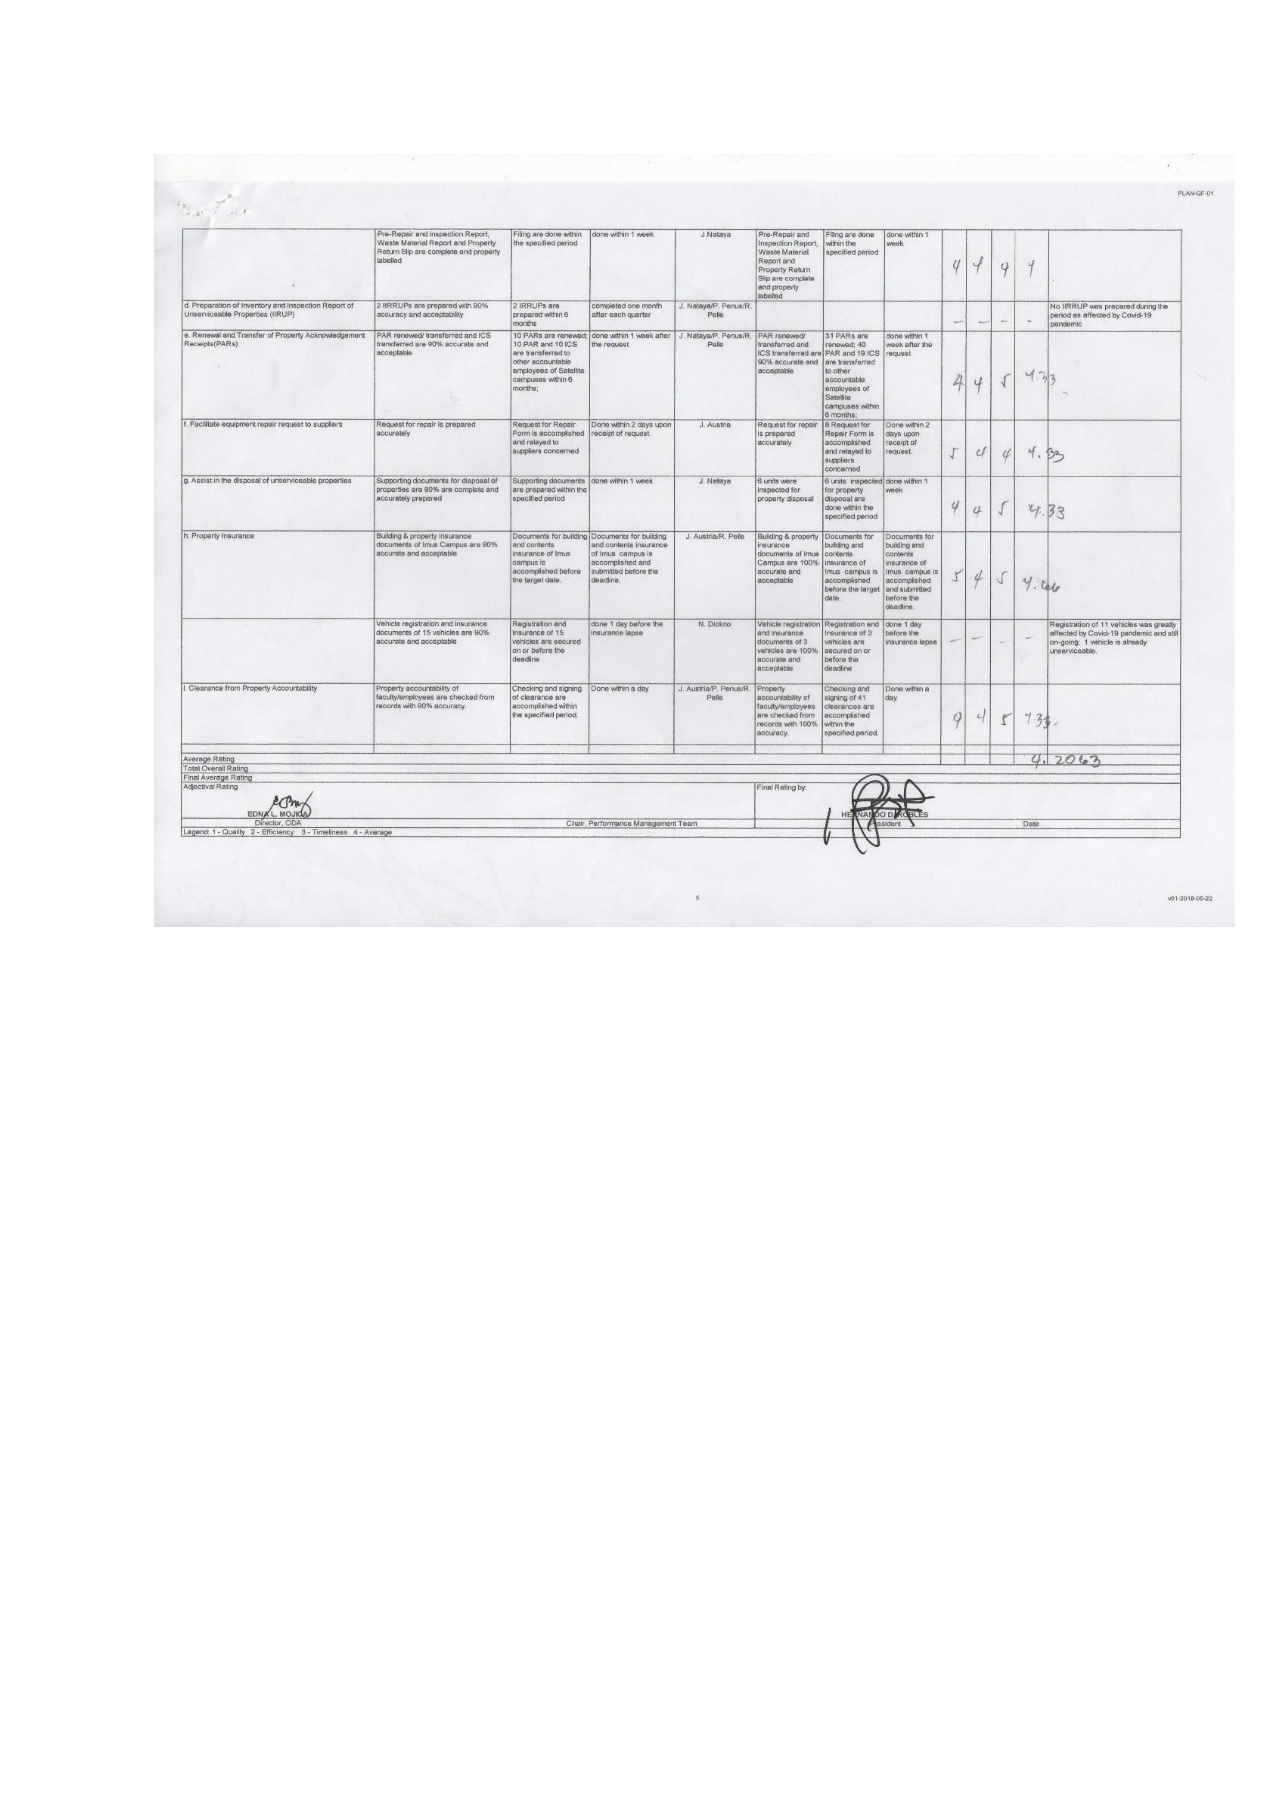 PLAN-QF-01
Pre-Repair and Inspection Report,
Waste Material Report and Property
Return Slip are complete and properly
labelled
Filing are done within
the specified period
done within 1 week
J.Nataya
Pre-Repair and
Inspection Report,
Waste Material
Report and
Property Return
Slip are complete
and properly
labelled
Filing are done
within the
specified period
done within 1
week
4 4 4 4
d. Preparation of Inventory and Inspection Report of
Unserviceable Properties (IIRUP)
2 IIRRUPs are prepared with 90%
accuracy and acceptability
2 IRRUPs are
prepared within 6
months
completed one month
after each quarter
J. Nataya/P. Penus/R.
Pelle
- - - -
No IIRRUP was prepared during the
period as affected by Covid-19
pandemic
e. Renewal and Transfer of Property Acknowledgement
Receipts(PARs)
PAR renewed/ transferred and ICS
transferred are 90% accurate and
acceptable
10 PARs are renewed;
10 PAR and 10 ICS
are transferred to
other accountable
employees of Satellite
campuses within 6
months;
done within 1 week after
the request
J. Nataya/P. Penus/R.
Pelle
PAR renewed/
transferred and
ICS transferred are
90% accurate and
acceptable
31 PARs are
renewed; 40
PAR and 19 ICS
are transferred
to other
accountable
employees of
Satellite
campuses within
6 months;
done within 1
week after the
request
4 4 5 4.33
f. Facilitate equipment repair request to suppliers
Request for repair is prepared
accurately
Request for Repair
Form is accomplished
and relayed to
suppliers concerned
Done within 2 days upon
receipt of request.
J. Austria
Request for repair
is prepared
accurately
8 Request for
Repair Form is
accomplished
and relayed to
suppliers
concerned
Done within 2
days upon
receipt of
request.
5 4 4 4.33
g. Assist in the disposal of unserviceable properties
Supporting documents for disposal of
properties are 90% are complete and
accurately prepared
Supporting documents
are prepared within the
specified period
done within 1 week
J. Nataya
6 units were
inspected for
property disposal
6 units inspected
for property
disposal are
done within the
specified period
done within 1
week
4 4 5 4.33
h. Property Insurance
Building & property insurance
documents of Imus Campus are 90%
accurate and acceptable
Documents for building
and contents
insurance of Imus
campus is
accomplished before
the target date.
Documents for building
and contents insurance
of Imus campus is
accomplished and
submitted before the
deadline.
J. Austria/R. Pelle
Building & property
insurance
documents of Imus
Campus are 100%
accurate and
acceptable
Documents for
building and
contents
insurance of
Imus campus is
accomplished
before the target
date.
Documents for
building and
contents
insurance of
Imus campus is
accomplished
and submitted
before the
deadline.
5 4 5 4.66
Vehicle registration and insurance
documents of 15 vehicles are 90%
accurate and acceptable
Registration and
Insurance of 15
vehicles are secured
on or before the
deadline
done 1 day before the
insurance lapse
N. Diokno
Vehicle registration
and insurance
documents of 3
vehicles are 100%
accurate and
acceptable
Registration and
Insurance of 3
vehicles are
secured on or
before the
deadline
done 1 day
before the
insurance lapse
- - - -
Registration of 11 vehicles was greatly
affected by Covid-19 pandemic and still
on-going. 1 vehicle is already
unserviceable.
i. Clearance from Property Accountability
Property accountability of
faculty/employees are checked from
records with 90% accuracy.
Checking and signing
of clearance are
accomplished within
the specified period.
Done within a day
J. Austria/P. Penus/R.
Pelle
Property
accountability of
faculty/employees
are checked from
records with 100%
accuracy.
Checking and
signing of 41
clearances are
accomplished
within the
specified period.
Done within a
day
4 4 5 4.33
Average Rating 4.2063
Total Overall Rating
Final Average Rating
Adjectival Rating
Final Rating by:
EDNA L. MOJICA
HERNANDO D. ROBLES
Director, ODA
Chair, Performance Management Team
President
Date
Legend: 1 - Quality 2 - Efficiency 3 - Timeliness 4 - Average
5
v01-2018-05-22